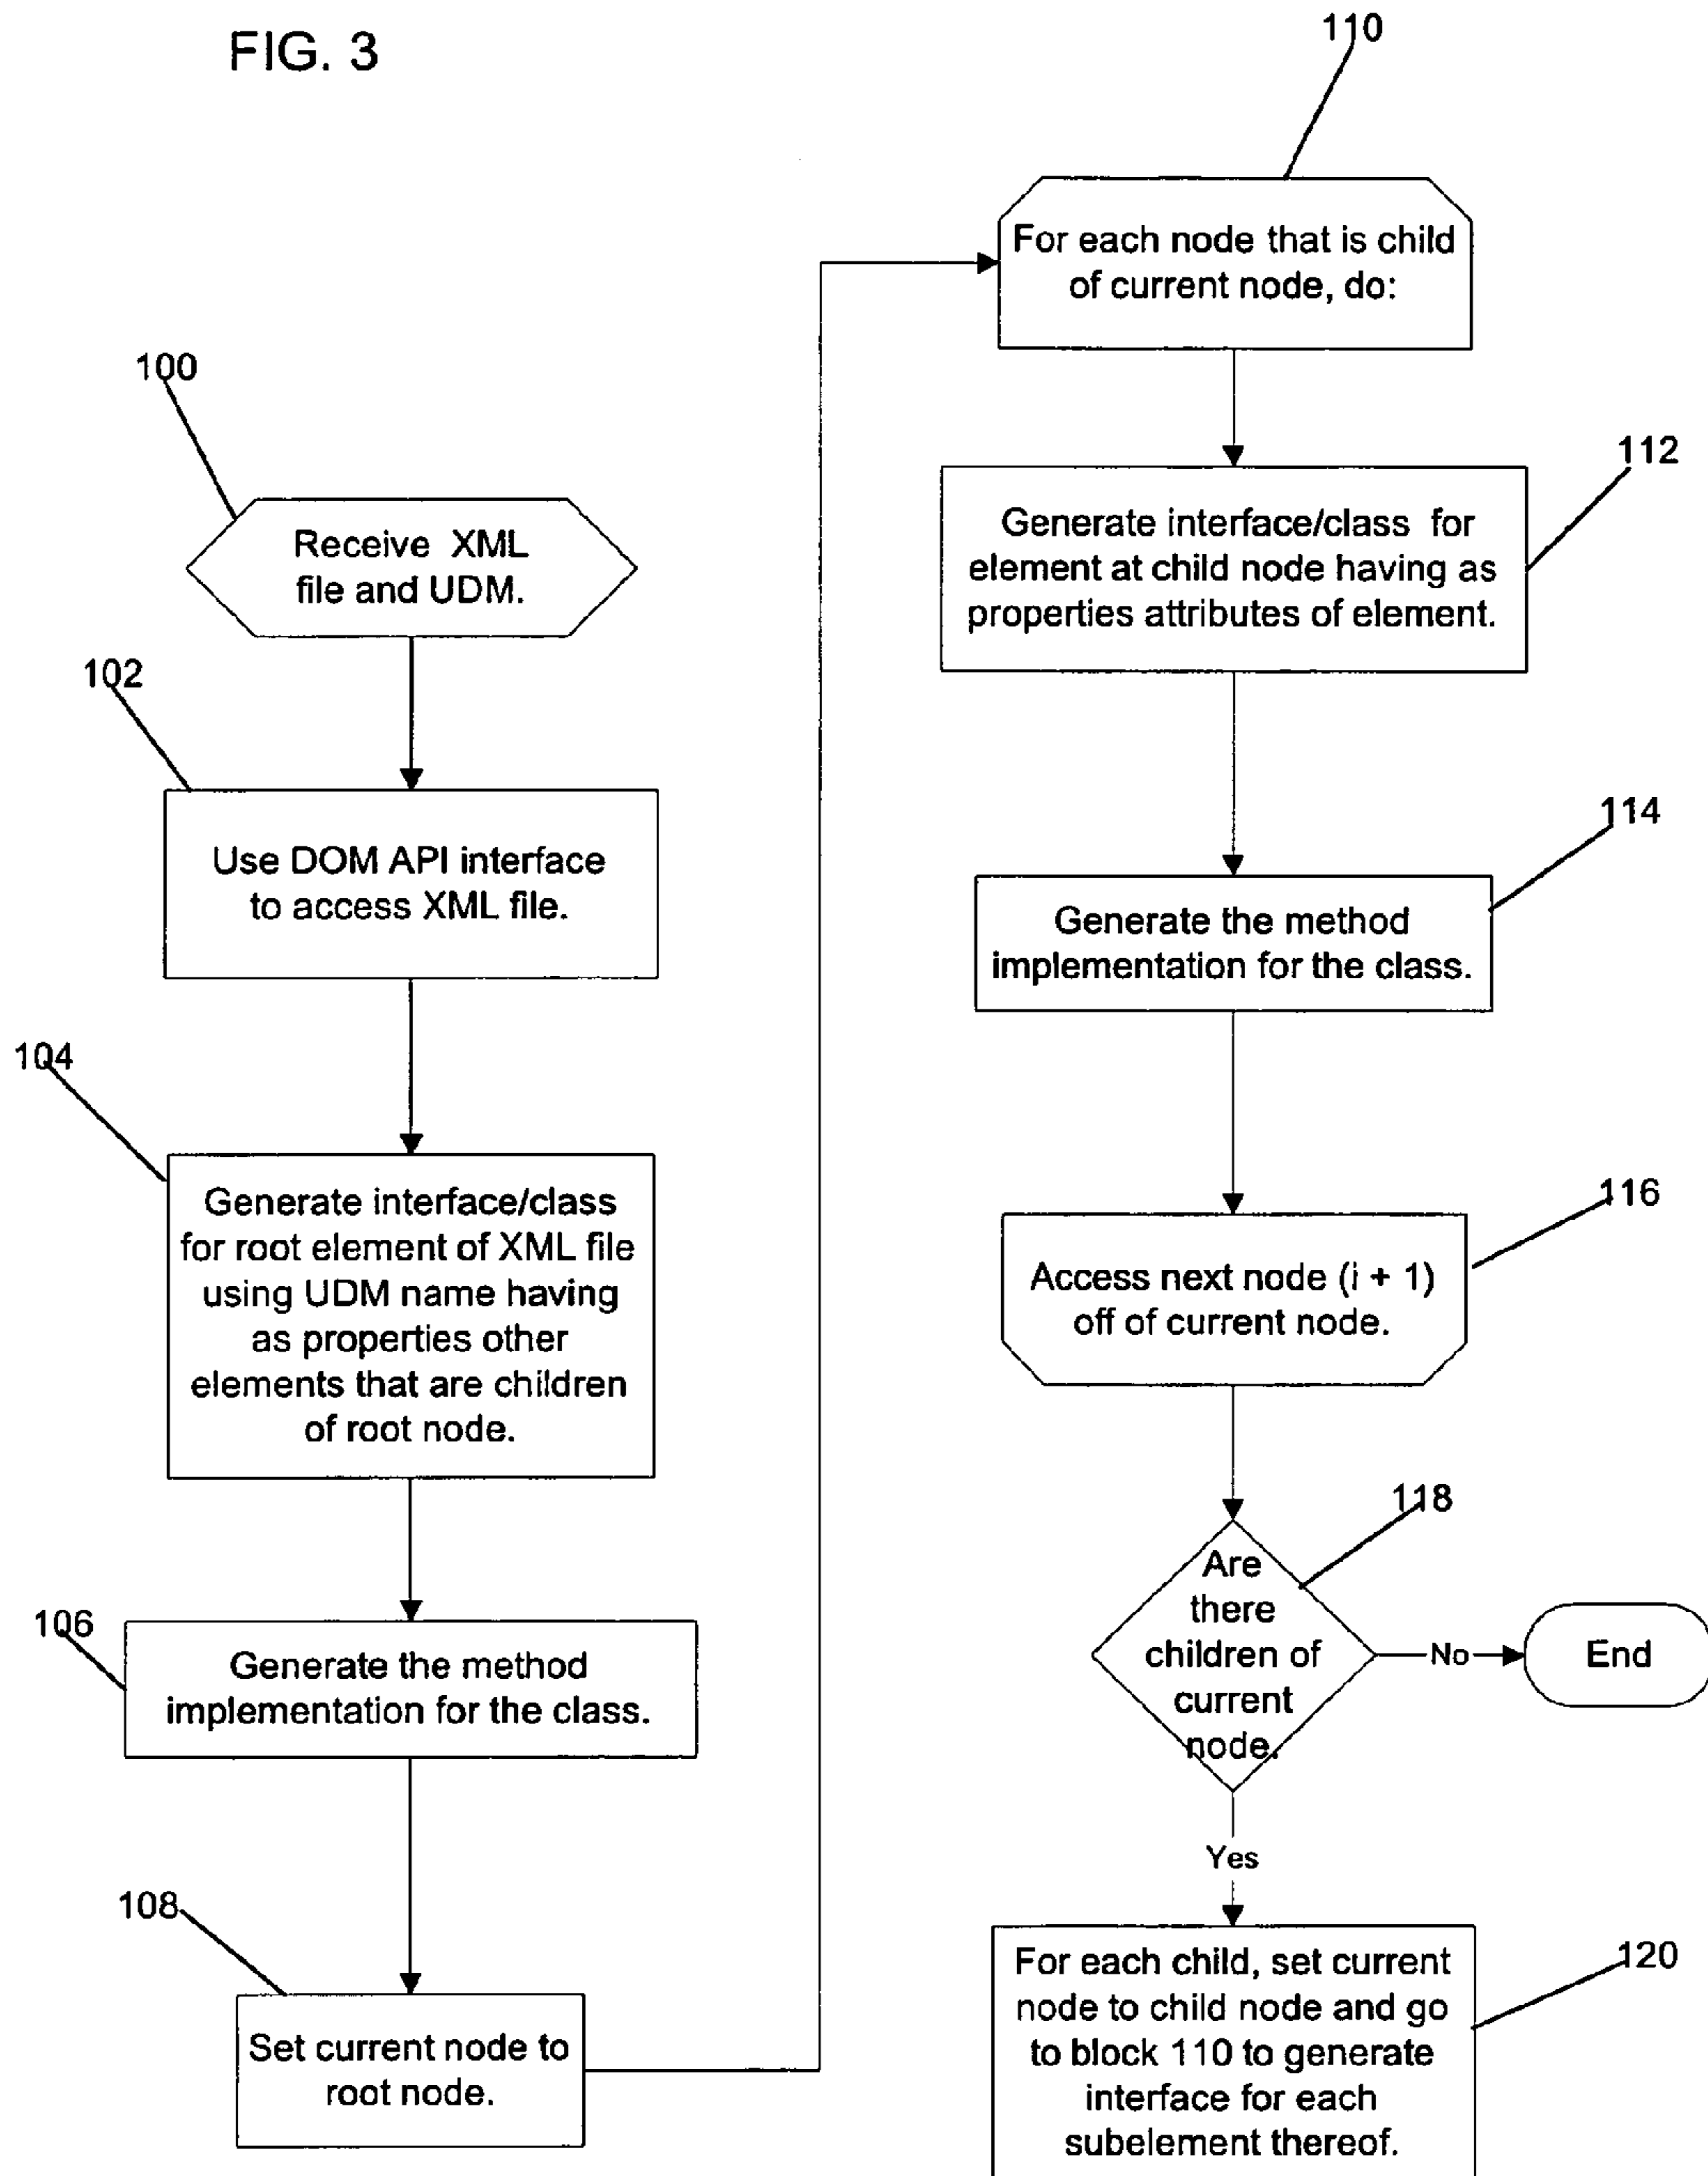 FIG. 3
100
Receive XML
file and UDM.
102
Use DOM API interface
to access XML file.
104
Generate interface/class
for root element of XML file
using UDM name having
as properties other
elements that are children
of root node.
106
Generate the method
implementation for the class.
108
Set current node to
root node.
110
For each node that is child
of current node, do:
112
Generate interface/class for
element at child node having as
properties attributes of element.
114
Generate the method
implementation for the class.
116
Access next node (i + 1)
off of current node.
118
Are
there
children of
current
node.
No
End
Yes
120
For each child, set current
node to child node and go
to block 110 to generate
interface for each
subelement thereof.